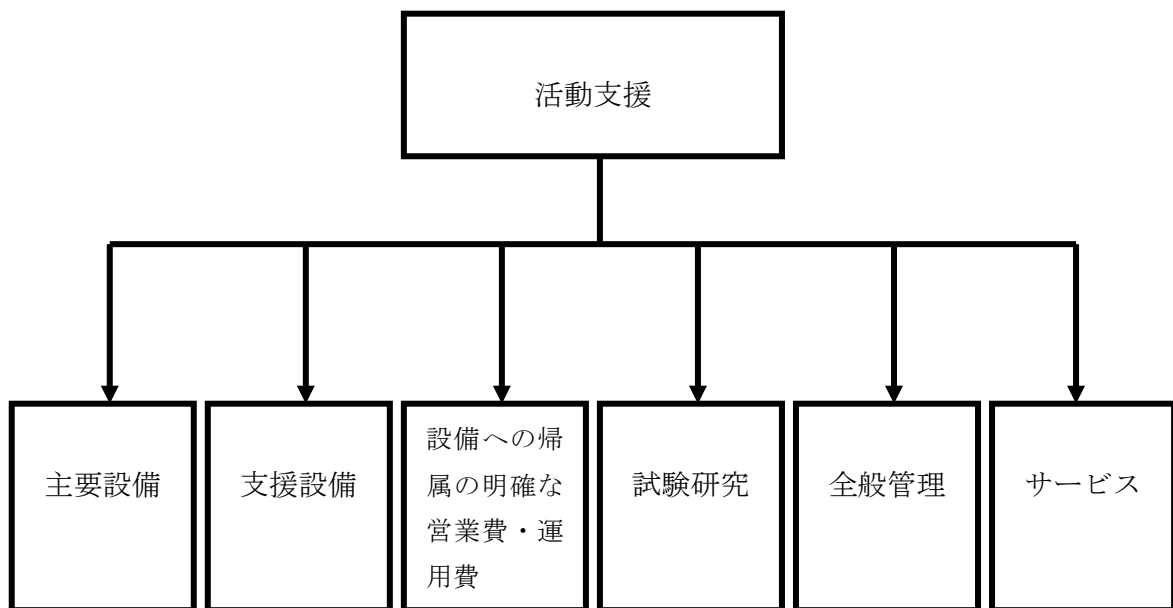 活動支援
主要設備
支援設備
設備への帰
属の明確な
営業費・運
用費
試験研究
全般管理
サービス